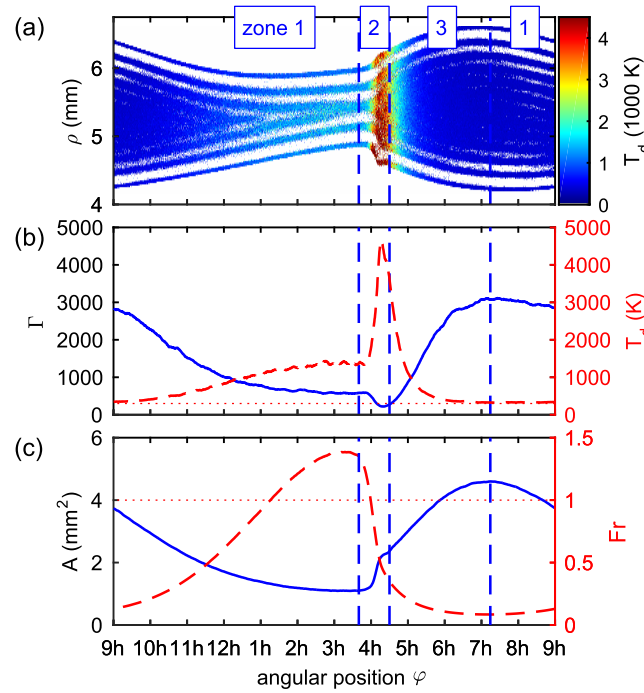 (a)
zone 1
2
3
1
6
5
4
ρ (mm)
4
3
2
1
0
T_d (1000 K)
(b)
5000
4000
3000
2000
1000
0
Γ
5000
4000
3000
2000
1000
0
T_d (K)
(c)
6
4
2
0
A (mm²)
1.5
1
0.5
0
Fr
9h 10h 11h 12h 1h 2h 3h 4h 5h 6h 7h 8h 9h
angular position φ